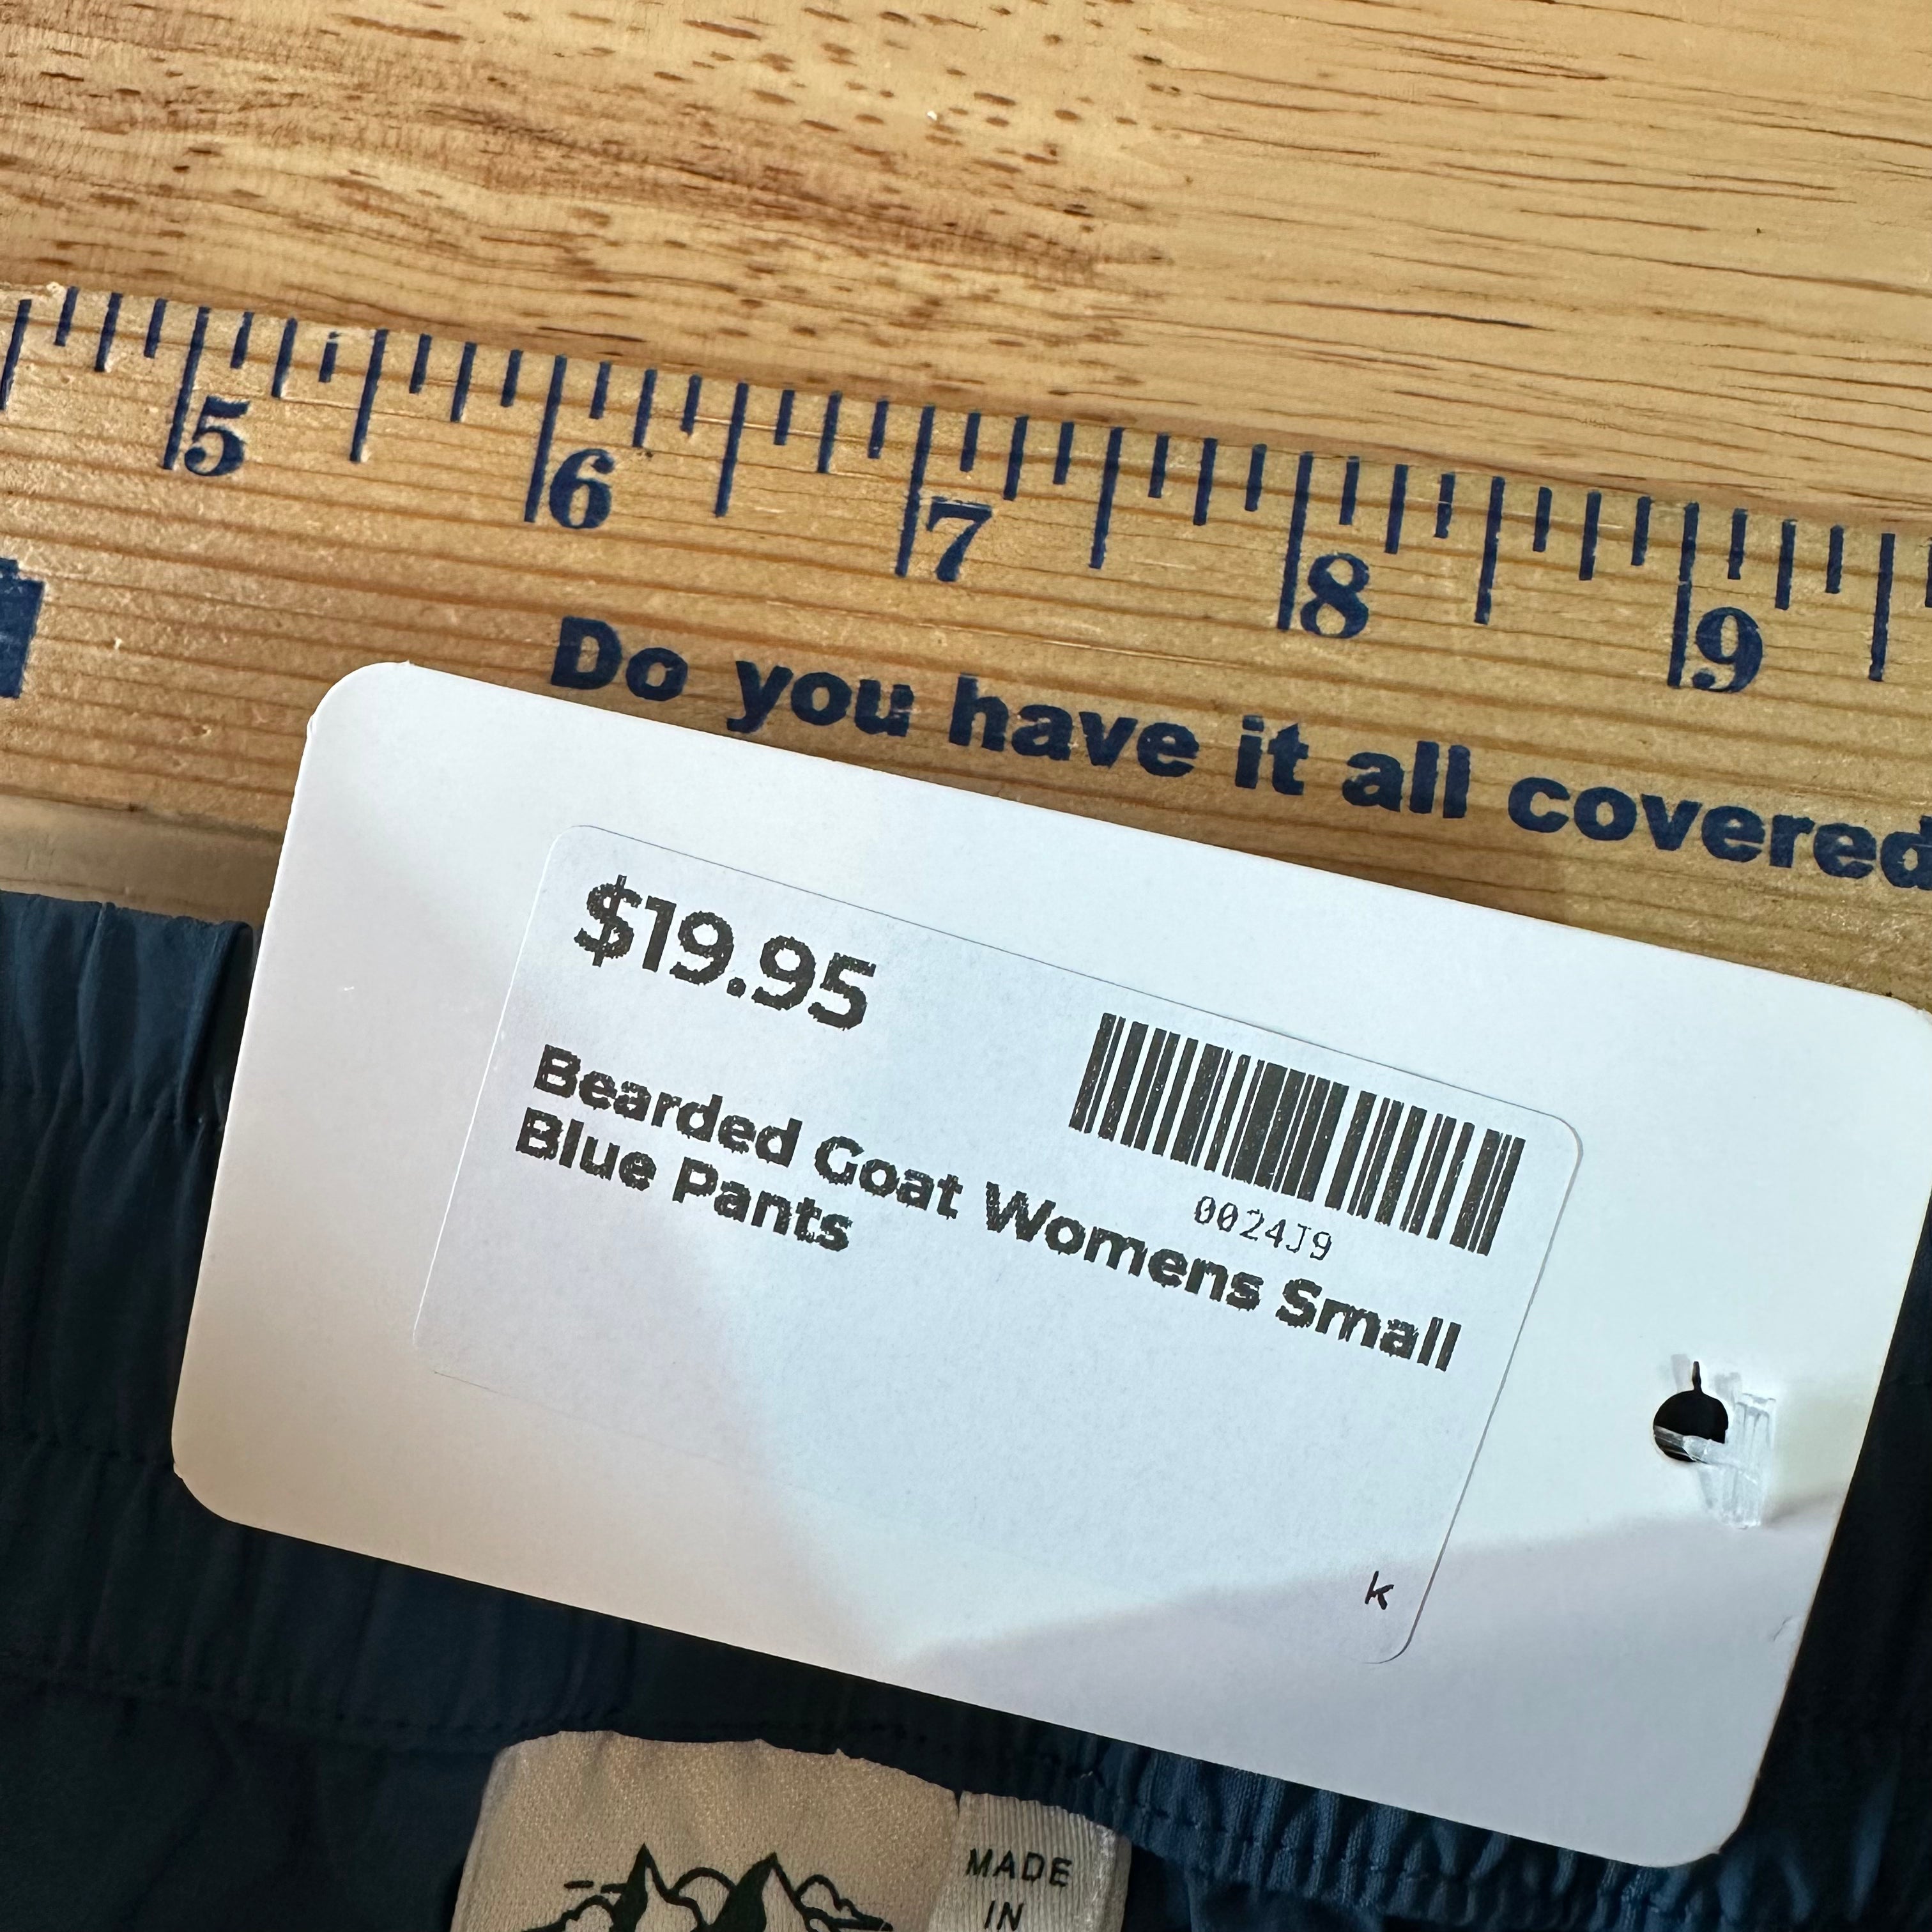 5 6 7 8 9
Do you have it all covered
$19.95
0024J9
Bearded Goat Womens Small
Blue Pants
k
MADE
IN